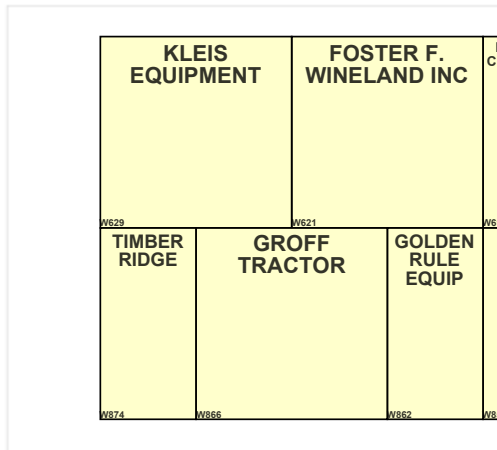 KLEIS
EQUIPMENT
W629
FOSTER F.
WINELAND INC
W621
TIMBER
RIDGE
W874
GROFF
TRACTOR
W866
GOLDEN
RULE
EQUIP
W862